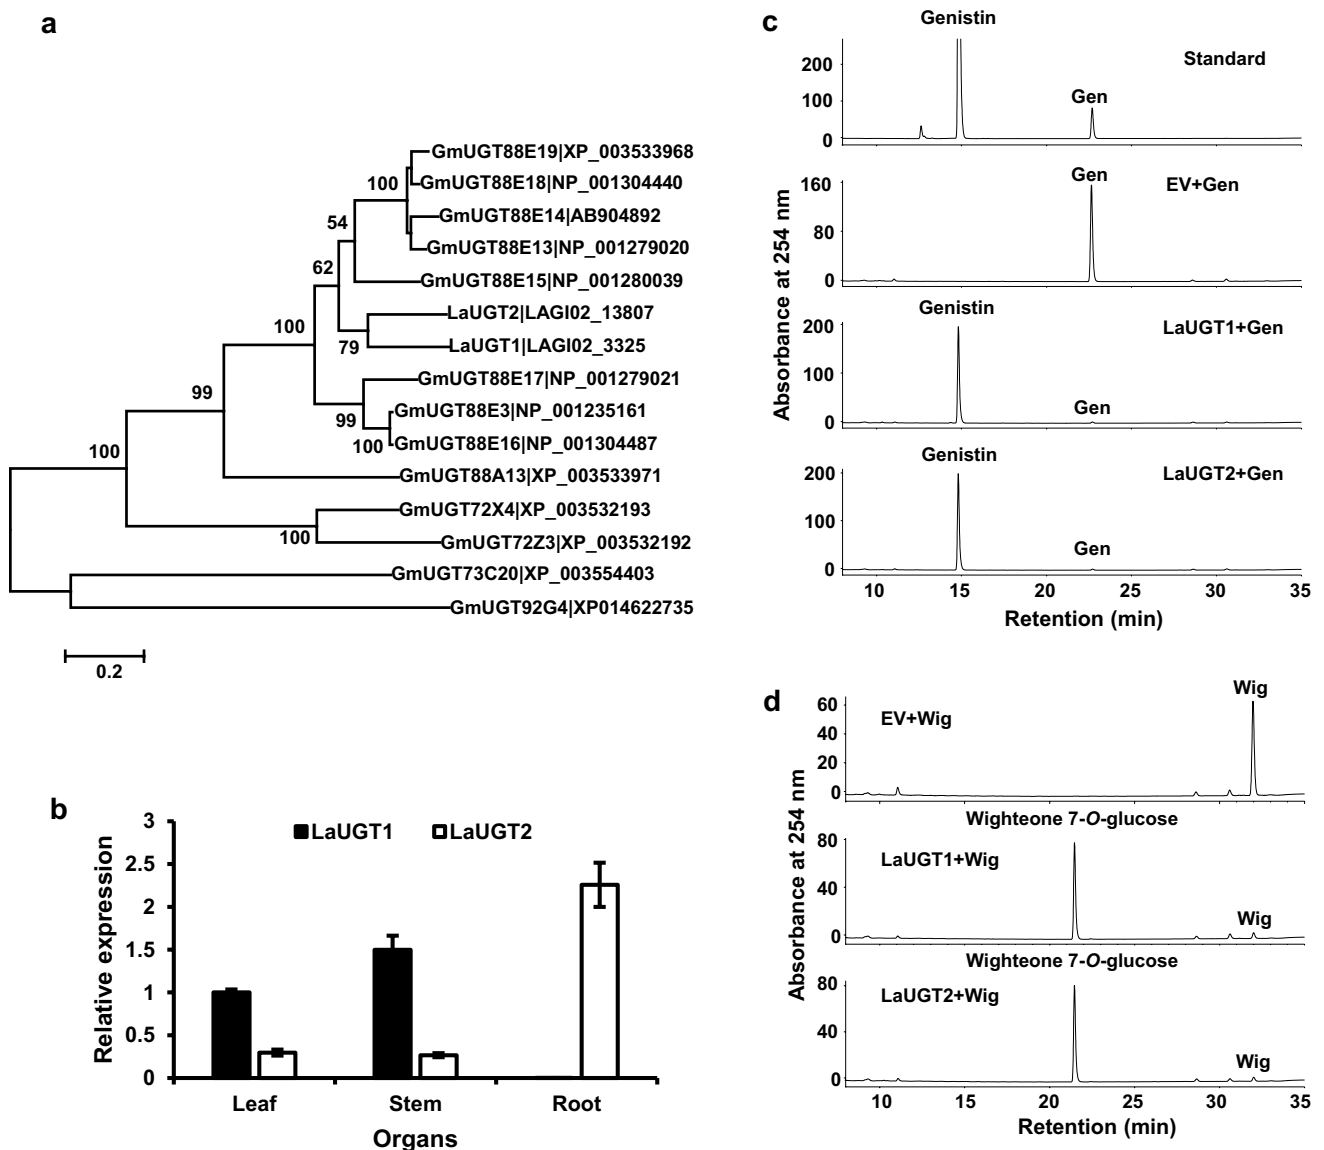 a
GmUGT88E19|XP_003533968
100
GmUGT88E18|NP_001304440
GmUGT88E14|AB904892
54
GmUGT88E13|NP_001279020
62
GmUGT88E15|NP_001280039
LaUGT2|LAGI02_13807
100
79
LaUGT1|LAGI02_3325
GmUGT88E17|NP_001279021
99
GmUGT88E3|NP_001235161
99
100
GmUGT88E16|NP_001304487
100
GmUGT88A13|XP_003533971
GmUGT72X4|XP_003532193
100
GmUGT72Z3|XP_003532192
GmUGT73C20|XP_003554403
GmUGT92G4|XP014622735
0.2
b
3
2.5
2
1.5
1
0.5
0
Relative expression
LaUGT1 LaUGT2
Leaf Stem Root
Organs
c
Absorbance at 254 nm
Genistin
Standard
Gen
200
100
0
Gen
EV+Gen
160
80
0
Genistin
LaUGT1+Gen
Gen
200
100
0
Genistin
LaUGT2+Gen
Gen
200
100
0
10 15 20 25 30 35
Retention (min)
d
Absorbance at 254 nm
Wig
EV+Wig
60
40
20
0
Wighteone 7-O-glucose
LaUGT1+Wig
Wig
80
40
0
Wighteone 7-O-glucose
LaUGT2+Wig
Wig
80
40
0
10 15 20 25 30 35
Retention (min)